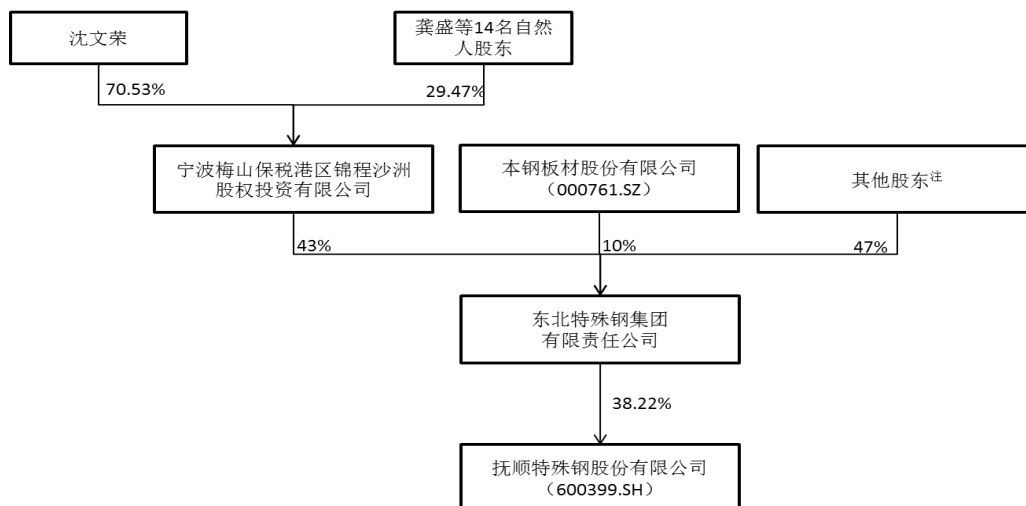 沈文荣
龚盛等14名自然
人股东
70.53%
29.47%
宁波梅山保税港区锦程沙洲
股权投资有限公司
本钢板材股份有限公司
（000761.SZ）
其他股东注
43%
10%
47%
东北特殊钢集团
有限责任公司
38.22%
抚顺特殊钢股份有限公司
（600399.SH）